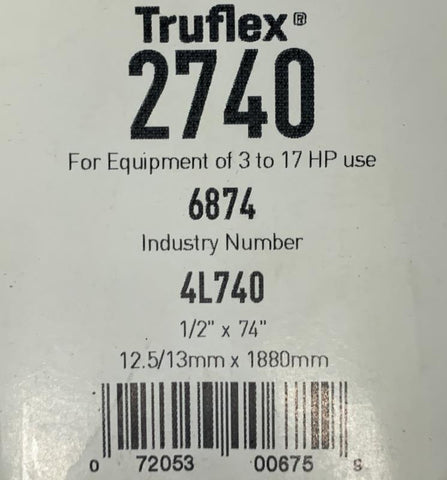 Truflex®
2740
For Equipment of 3 to 17 HP use
6874
Industry Number
4L740
1/2" x 74"
12.5/13mm x 1880mm
0 72053 00675 9